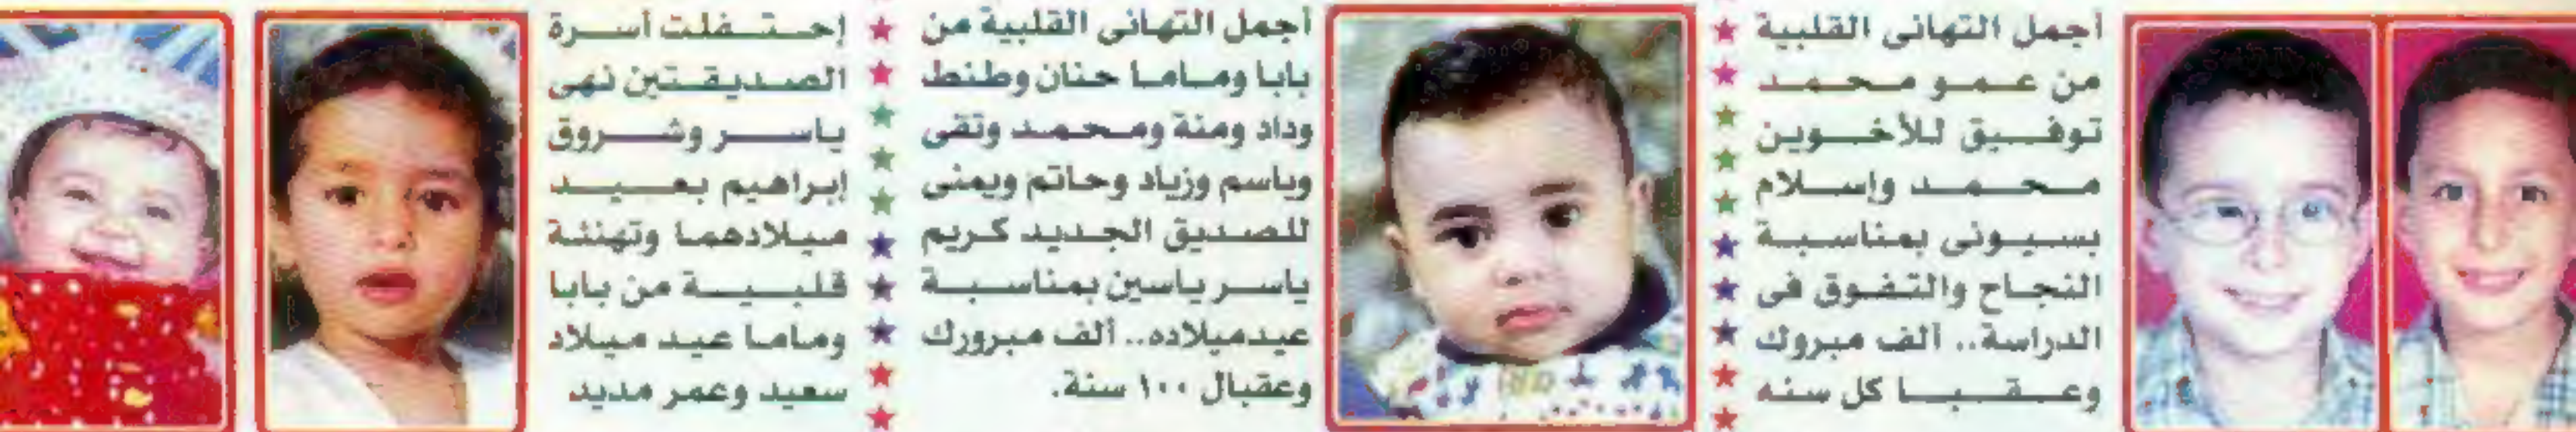 أجمل التهانى القلبية
من عمو محمد
توفيق للأخوين
محمد وإسلام
بسيونى بمناسبة
النجاح والتفوق فى
الدراسة.. ألف مبروك
وعقبا كل سنه
أجمل التهانى القلبية من
بابا وماما حنان وطنط
وداد ومنة ومحمد وتقى
وباسم وزياد وحاتم ويمنى
للصديق الجديد كريم
ياسر ياسين بمناسبة
عيدميلاده.. ألف مبرورك
وعقبال ١٠٠ سنة.
إحتفلت أسرة
الصديقتين نهى
ياسر وشروق
إبراهيم بعيد
ميلادهما وتهنئة
قلبية من بابا
وماما عيد ميلاد
سعيد وعمر مديد